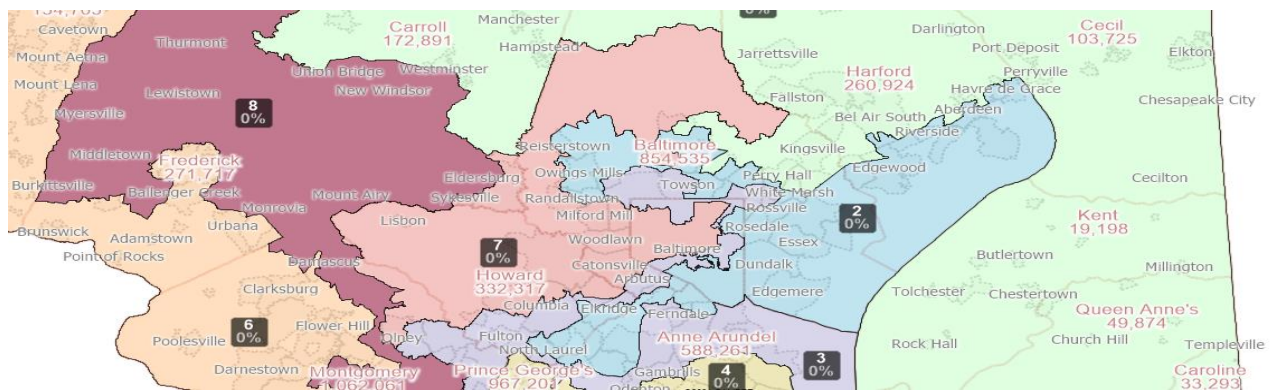 134,703
Cavetown
Thurmont
Carroll
172,891
Manchester
Hampstead
Jarrettsville
Darlington
Cecil
103,725
Port Deposit
Elkton
Mount Aetna
Union Bridge
Westminster
New Windsor
Harford
260,924
Perryville
Havre de Grace
Mount Lena
Lewistown
8
0%
Fallston
Chesapeake City
Myersville
Bel Air South
Aberdeen
Riverside
Middletown
Frederick
271,717
Reisterstown
Baltimore
854,535
Kingsville
Edgewood
Burkittsville
Ballenger Creek
Mount Airy
Eldersburg
Sykesville
Owings Mills
Randallstown
Towson
Perry Hall
White Marsh
Cecilton
Monrovia
Lisbon
Milford Mill
Rossville
Rosedale
2
0%
Kent
19,198
Brunswick
Adamstown
Urbana
Point of Rocks
7
0%
Woodlawn
Baltimore
Essex
Butlertown
Damascus
Howard
332,317
Catonsville
Arbutus
Dundalk
Millington
Clarksburg
Columbia
Elkridge
Edgemere
Tolchester
Chestertown
Queen Anne's
49,874
6
0%
Flower Hill
Ferndale
Poolesville
Olney
Fulton
North Laurel
Anne Arundel
588,261
Rock Hall
Church Hill
Templeville
Darnestown
Montgomery
1,062,061
Prince George's
967,201
Gambrills
Odenton
4
0%
3
0%
Caroline
33,293